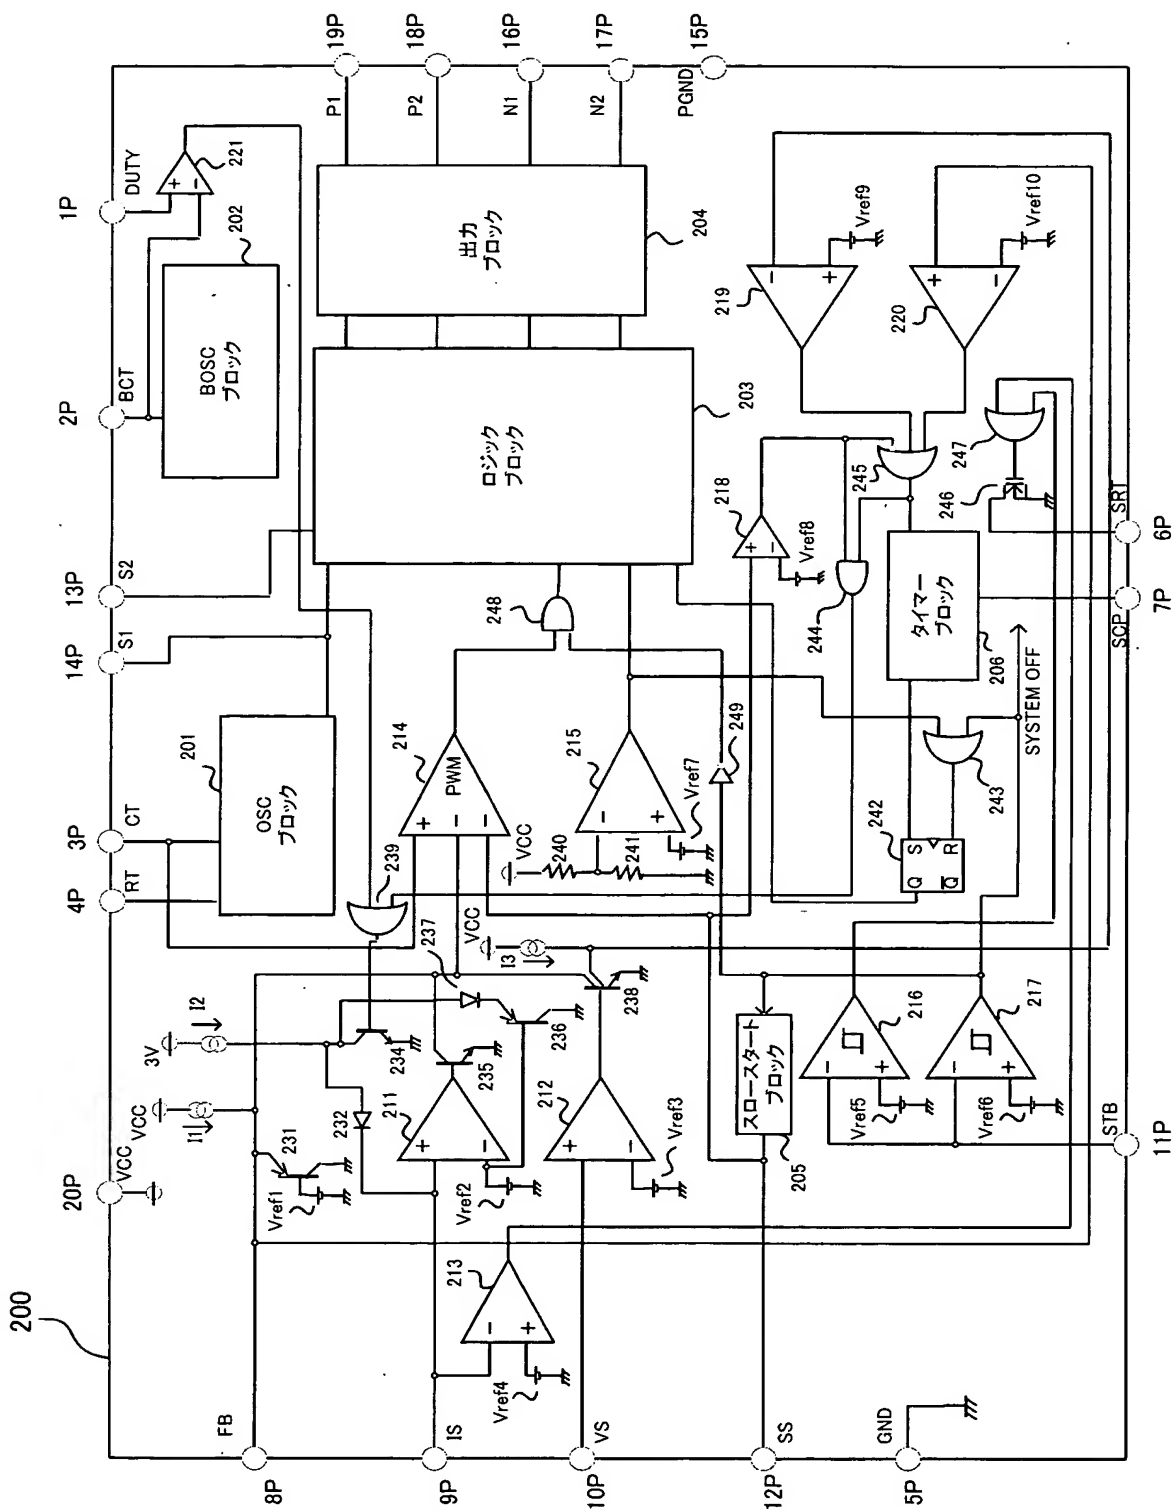 200
20P
VCC
4P
RT
3P
CT
14P
S1
13P
S2
2P
BCT
1P
DUTY
VCC
I1
3V
I2
201
OSC
ブロック
BOSC
ブロック
202
221
231
Vref1
232
234
237
239
236
235
211
Vref2
212
Vref3
238
I3
VCC
214
PWM
215
VCC
240
241
Vref7
248
249
ロジック
ブロック
203
出力
ブロック
204
P1
19P
P2
18P
N1
16P
N2
17P
PGND
15P
FB
8P
IS
9P
VS
10P
SS
12P
GND
5P
213
Vref4
スロースタート
ブロック
205
216
Vref5
217
Vref6
STB
11P
242
S
R
Q
Q̅
243
SYSTEM OFF
タイマー
ブロック
206
244
245
218
Vref8
219
Vref9
220
Vref10
246
247
SCP
7P
SRT
6P